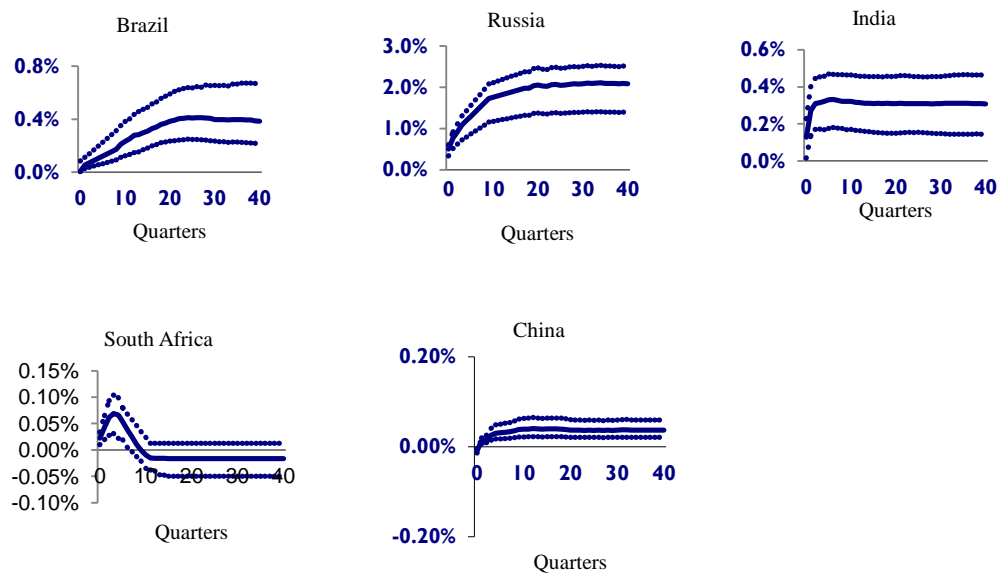 Brazil
0.8%
0.4%
0.0%
0 10 20 30 40
Quarters
Russia
3.0%
2.0%
1.0%
0.0%
0 10 20 30 40
Quarters
India
0.6%
0.4%
0.2%
0.0%
0 10 20 30 40
Quarters
South Africa
0.15%
0.10%
0.05%
0.00%
-0.05%
-0.10%
0 10 20 30 40
Quarters
China
0.20%
0.00%
-0.20%
0 10 20 30 40
Quarters